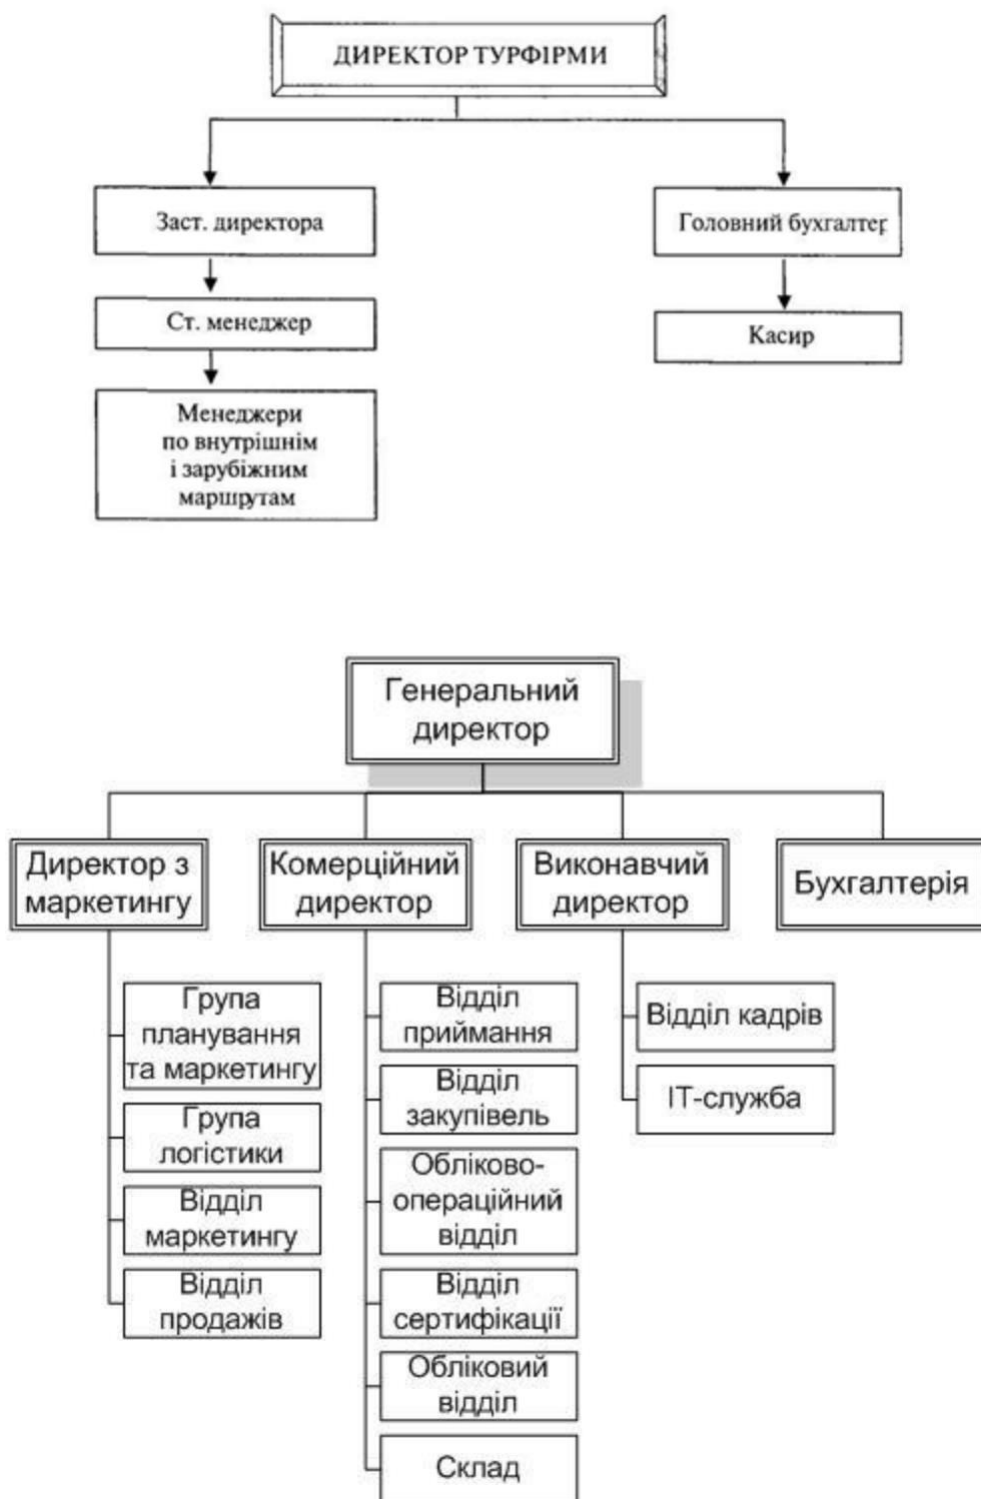 ДИРЕКТОР ТУРФІРМИ
Заст. директора
Головний бухгалтер
Ст. менеджер
Касир
Менеджери
по внутрішнім
і зарубіжним
маршрутам
Генеральний
директор
Директор з
маркетингу
Комерційний
директор
Виконавчий
директор
Бухгалтерія
Група
планування
та маркетингу
Група
логістики
Відділ
маркетингу
Відділ
продажів
Відділ
приймання
Відділ
закупівель
Обліково-
операційний
відділ
Відділ
сертифікації
Обліковий
відділ
Склад
Відділ кадрів
ІТ-служба